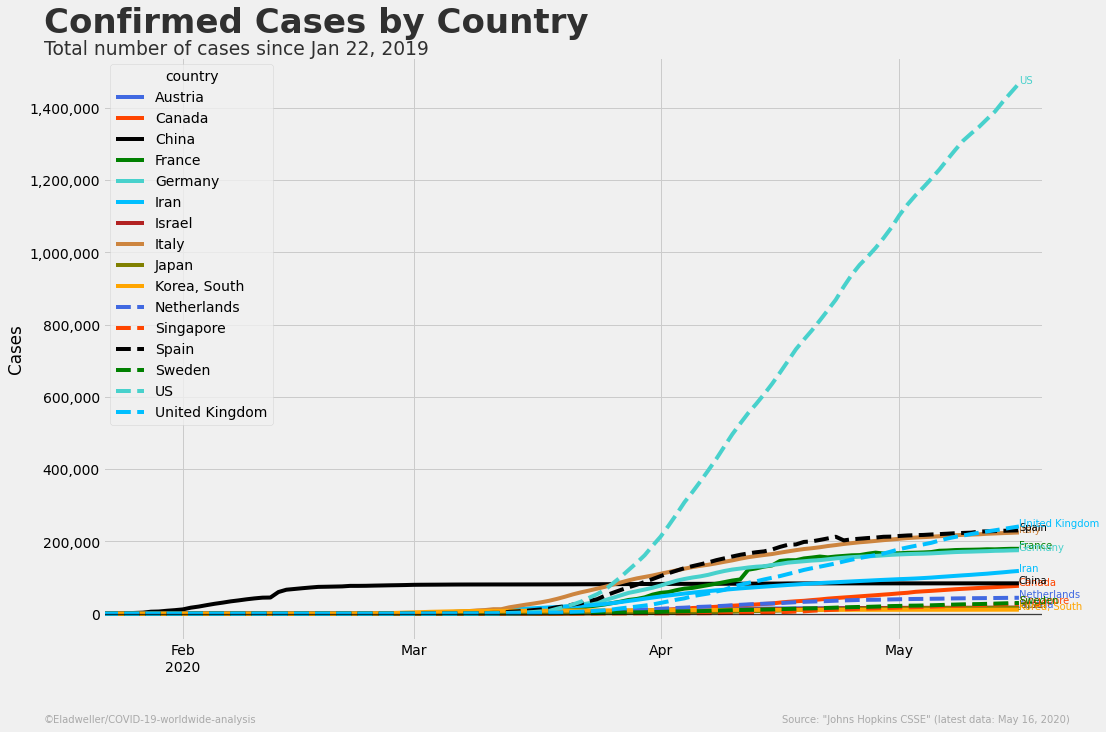 Confirmed Cases by Country
Total number of cases since Jan 22, 2019
country
Austria
Canada
China
France
Germany
Iran
Israel
Italy
Japan
Korea, South
Netherlands
Singapore
Spain
Sweden
US
United Kingdom
Cases
1,400,000
1,200,000
1,000,000
800,000
600,000
400,000
200,000
0
US
United Kingdom
Spain
France
Germany
Iran
China
Canada
Netherlands
Sweden
Feb
2020
Mar
Apr
May
©Eladweller/COVID-19-worldwide-analysis
Source: "Johns Hopkins CSSE" (latest data: May 16, 2020)